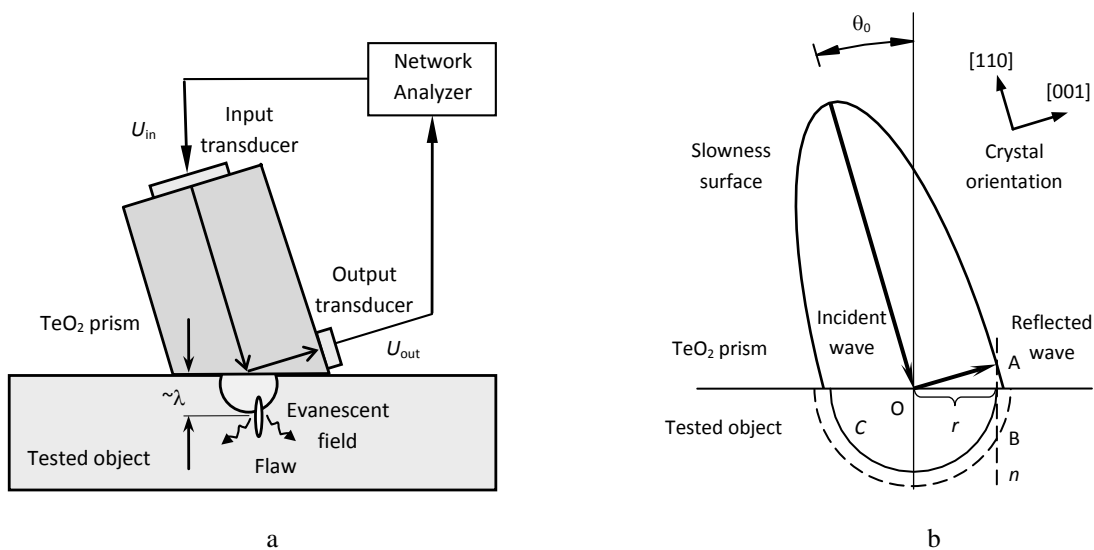 Network
Analyzer
U_in
Input
transducer
Output
transducer
TeO₂ prism
U_out
~λ
Evanescent
field
Tested object
Flaw
a
θ₀
[110]
[001]
Slowness
surface
Crystal
orientation
Incident
wave
Reflected
wave
TeO₂ prism
A
O
r
Tested object
C
B
n
b